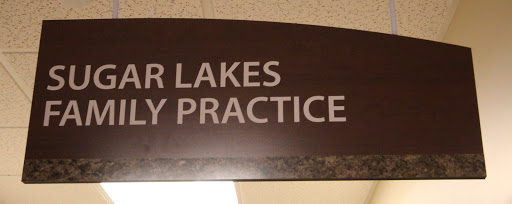 SUGAR LAKES
FAMILY PRACTICE